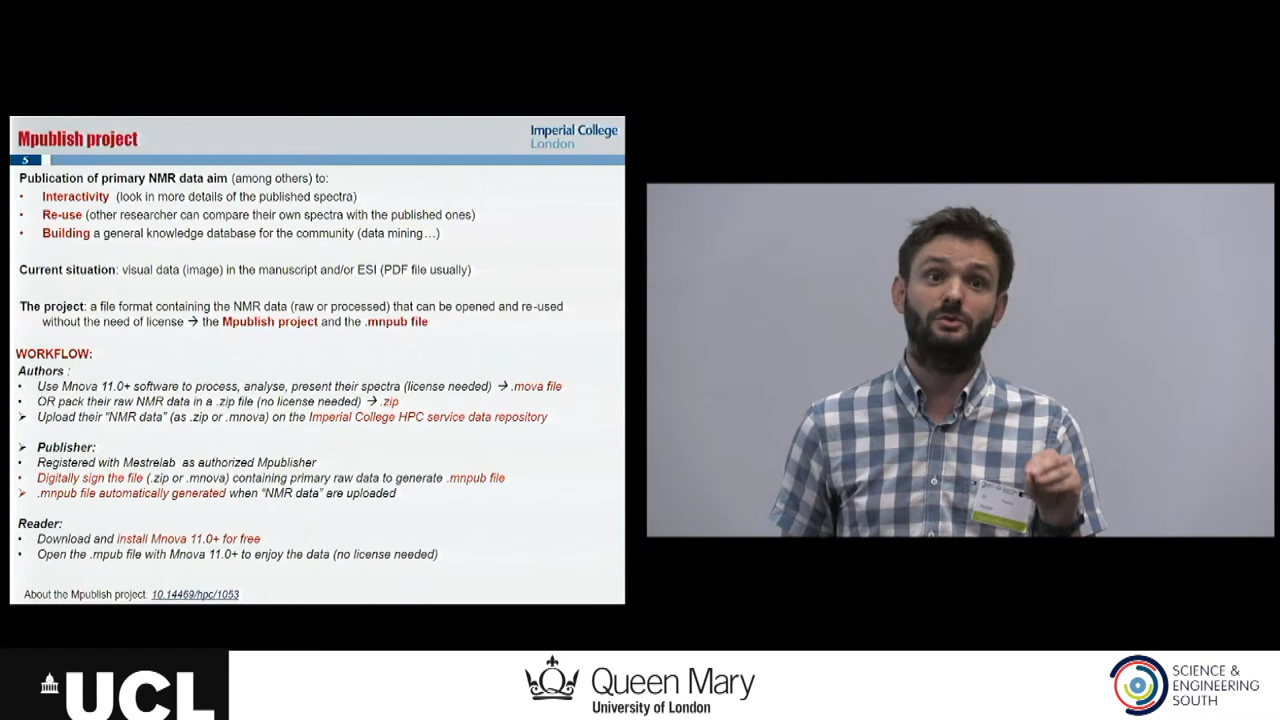 Mpublish project
Imperial College
London
5
Publication of primary NMR data aim (among others) to:
• Interactivity (look in more details of the published spectra)
• Re-use (other researcher can compare their own spectra with the published ones)
• Building a general knowledge database for the community (data mining…)
Current situation: visual data (image) in the manuscript and/or ESI (PDF file usually)
The project: a file format containing the NMR data (raw or processed) that can be opened and re-used
without the need of license → the Mpublish project and the .mnpub file
WORKFLOW:
Authors :
• Use Mnova 11.0+ software to process, analyse, present their spectra (license needed) → .mova file
• OR pack their raw NMR data in a .zip file (no license needed) → .zip
➢ Upload their "NMR data" (as .zip or .mnova) on the Imperial College HPC service data repository
➢ Publisher:
• Registered with Mestrelab as authorized Mpublisher
• Digitally sign the file (.zip or .mnova) containing primary raw data to generate .mnpub file
➢ .mnpub file automatically generated when "NMR data" are uploaded
Reader:
• Download and install Mnova 11.0+ for free
• Open the .mpub file with Mnova 11.0+ to enjoy the data (no license needed)
About the Mpublish project: 10.14469/hpc/1053
UCL
Queen Mary
University of London
SCIENCE &
ENGINEERING
SOUTH